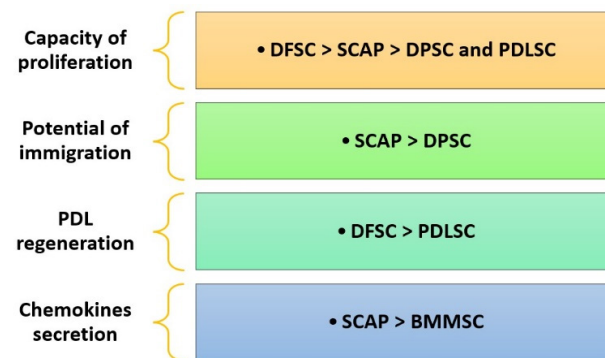 Capacity of
proliferation
• DFSC > SCAP > DPSC and PDLSC
Potential of
immigration
• SCAP > DPSC
PDL
regeneration
• DFSC > PDLSC
Chemokines
secretion
• SCAP > BMMSC